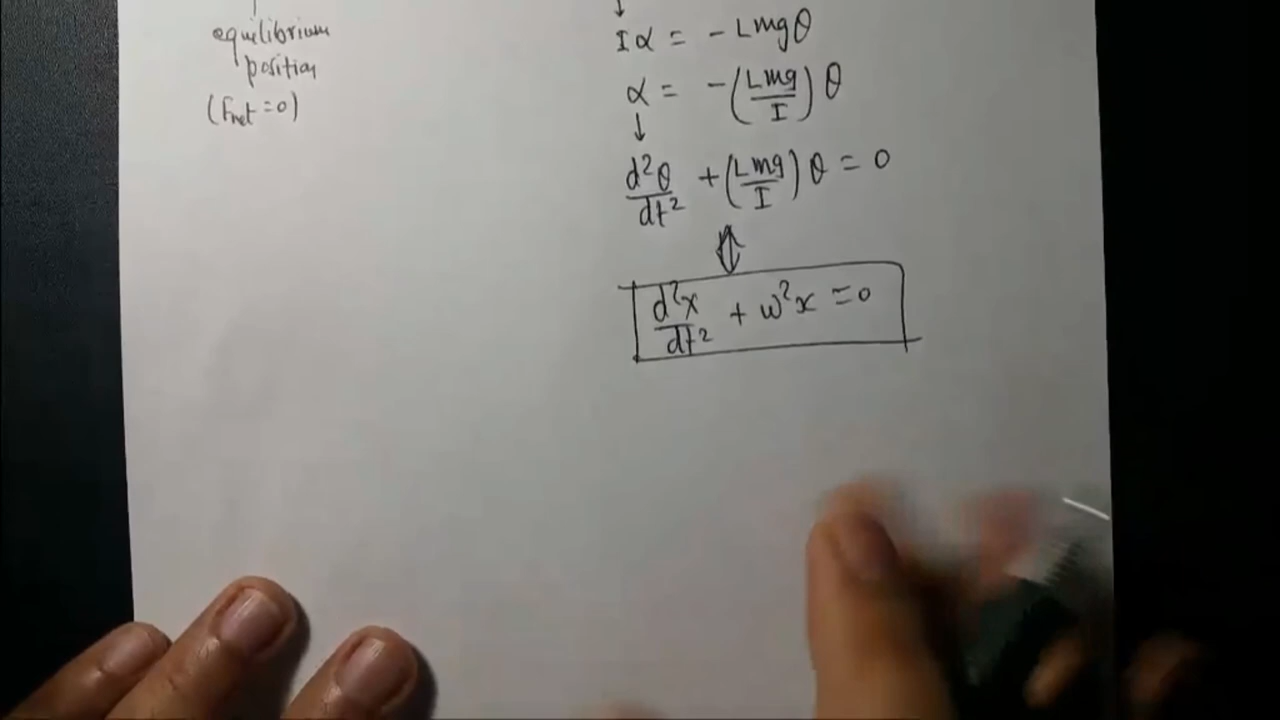 equilibrium
position
(Fnet = 0)
↓
Iα = - Lmgθ
α = -(Lmg/I) θ
↓
d²θ/dt² + (Lmg/I) θ = 0
⇕
d²x/dt² + ω²x = 0